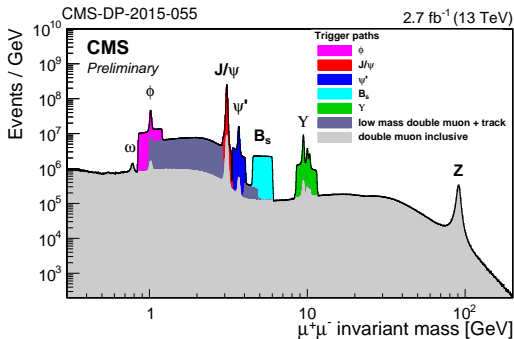 CMS-DP-2015-055 2.7 fb⁻¹ (13 TeV)
Events / GeV
10¹⁰
10⁹
10⁸
10⁷
10⁶
10⁵
10⁴
10³
CMS
Preliminary
Trigger paths
ϕ
J/ψ
ψ'
Bₛ
Υ
low mass double muon + track
double muon inclusive
ω
ϕ
J/ψ
ψ'
Bₛ
Υ
Z
1 10 10²
μ⁺μ⁻ invariant mass [GeV]